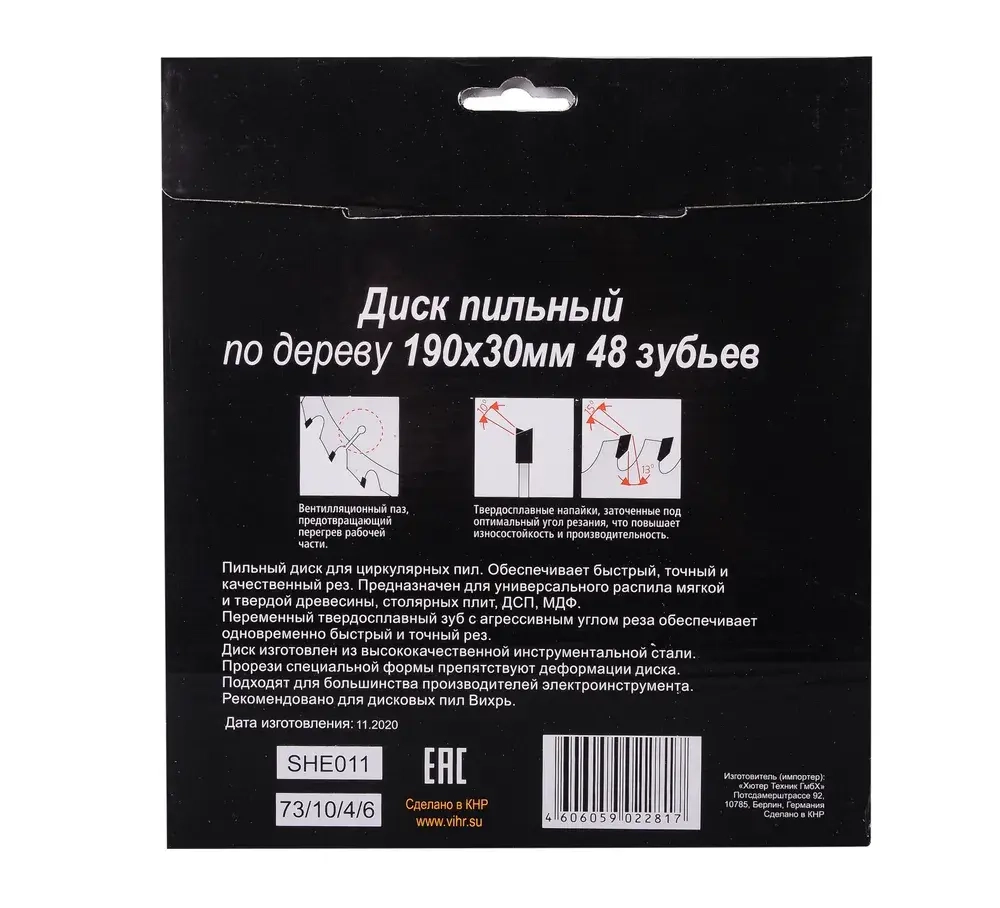 Диск пильный
по дереву 190х30мм 48 зубьев
10°
15°
13°
Вентилляционный паз,
предотвращающий
перегрев рабочей
части.
Твердосплавные напайки, заточенные под
оптимальный угол резания, что повышает
износостойкость и производительность.
Пильный диск для циркулярных пил. Обеспечивает быстрый, точный и
качественный рез. Предназначен для универсального распила мягкой
и твердой древесины, столярных плит, ДСП, МДФ.
Переменный твердосплавный зуб с агрессивным углом реза обеспечивает
одновременно быстрый и точный рез.
Диск изготовлен из высококачественной инструментальной стали.
Прорези специальной формы препятствуют деформации диска.
Подходят для большинства производителей электроинструмента.
Рекомендовано для дисковых пил Вихрь.
Дата изготовления: 11.2020
SHE011
73/10/4/6
ЕАС
Сделано в КНР
www.vihr.su
4 606059 022817
Изготовитель (импортер):
«Хютер Техник ГмбХ»
Потсдамерштрассе 92,
10785, Берлин, Германия
Сделано в КНР